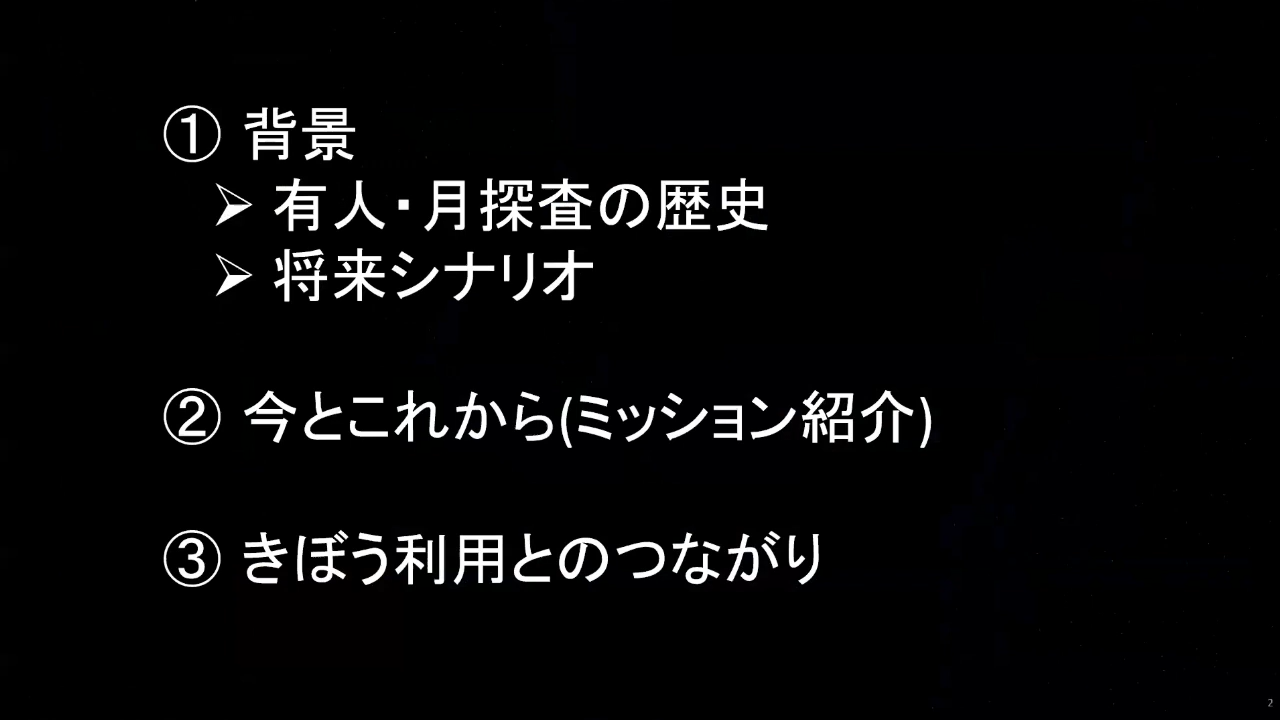 ① 背景
➢ 有人・月探査の歴史
➢ 将来シナリオ
② 今とこれから(ミッション紹介)
③ きぼう利用とのつながり
2